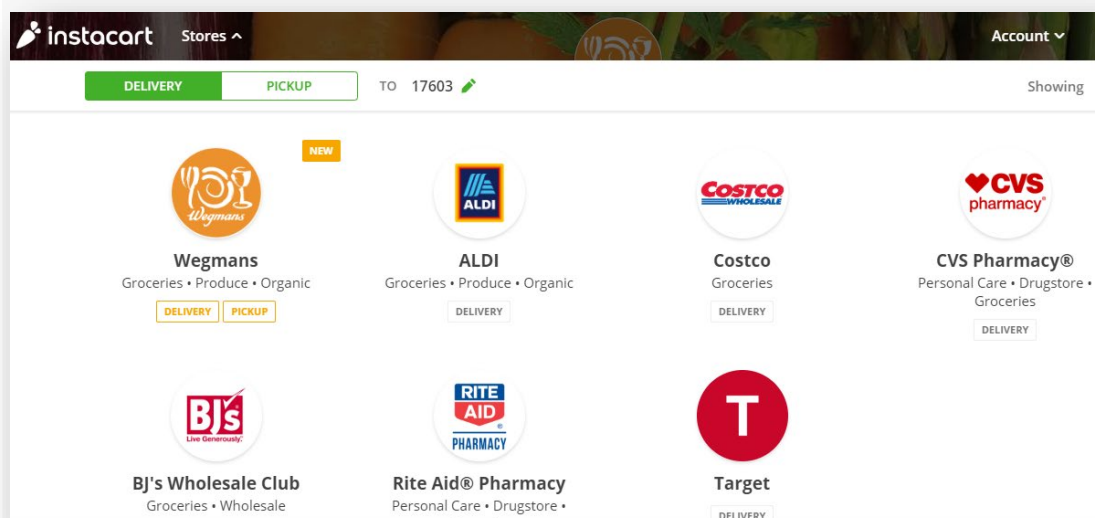 instacart Stores Account
DELIVERY PICKUP TO 17603 Showing
NEW
Wegmans
ALDI
COSTCO
WHOLESALE
CVS
pharmacy®
Wegmans
Groceries • Produce • Organic
DELIVERY PICKUP
ALDI
Groceries • Produce • Organic
DELIVERY
Costco
Groceries
DELIVERY
CVS Pharmacy®
Personal Care • Drugstore •
Groceries
DELIVERY
BJ's
Live Generously.®
BJ's Wholesale Club
Groceries • Wholesale
RITE
AID
®
PHARMACY
Rite Aid® Pharmacy
Personal Care • Drugstore •
T
Target
DELIVERY